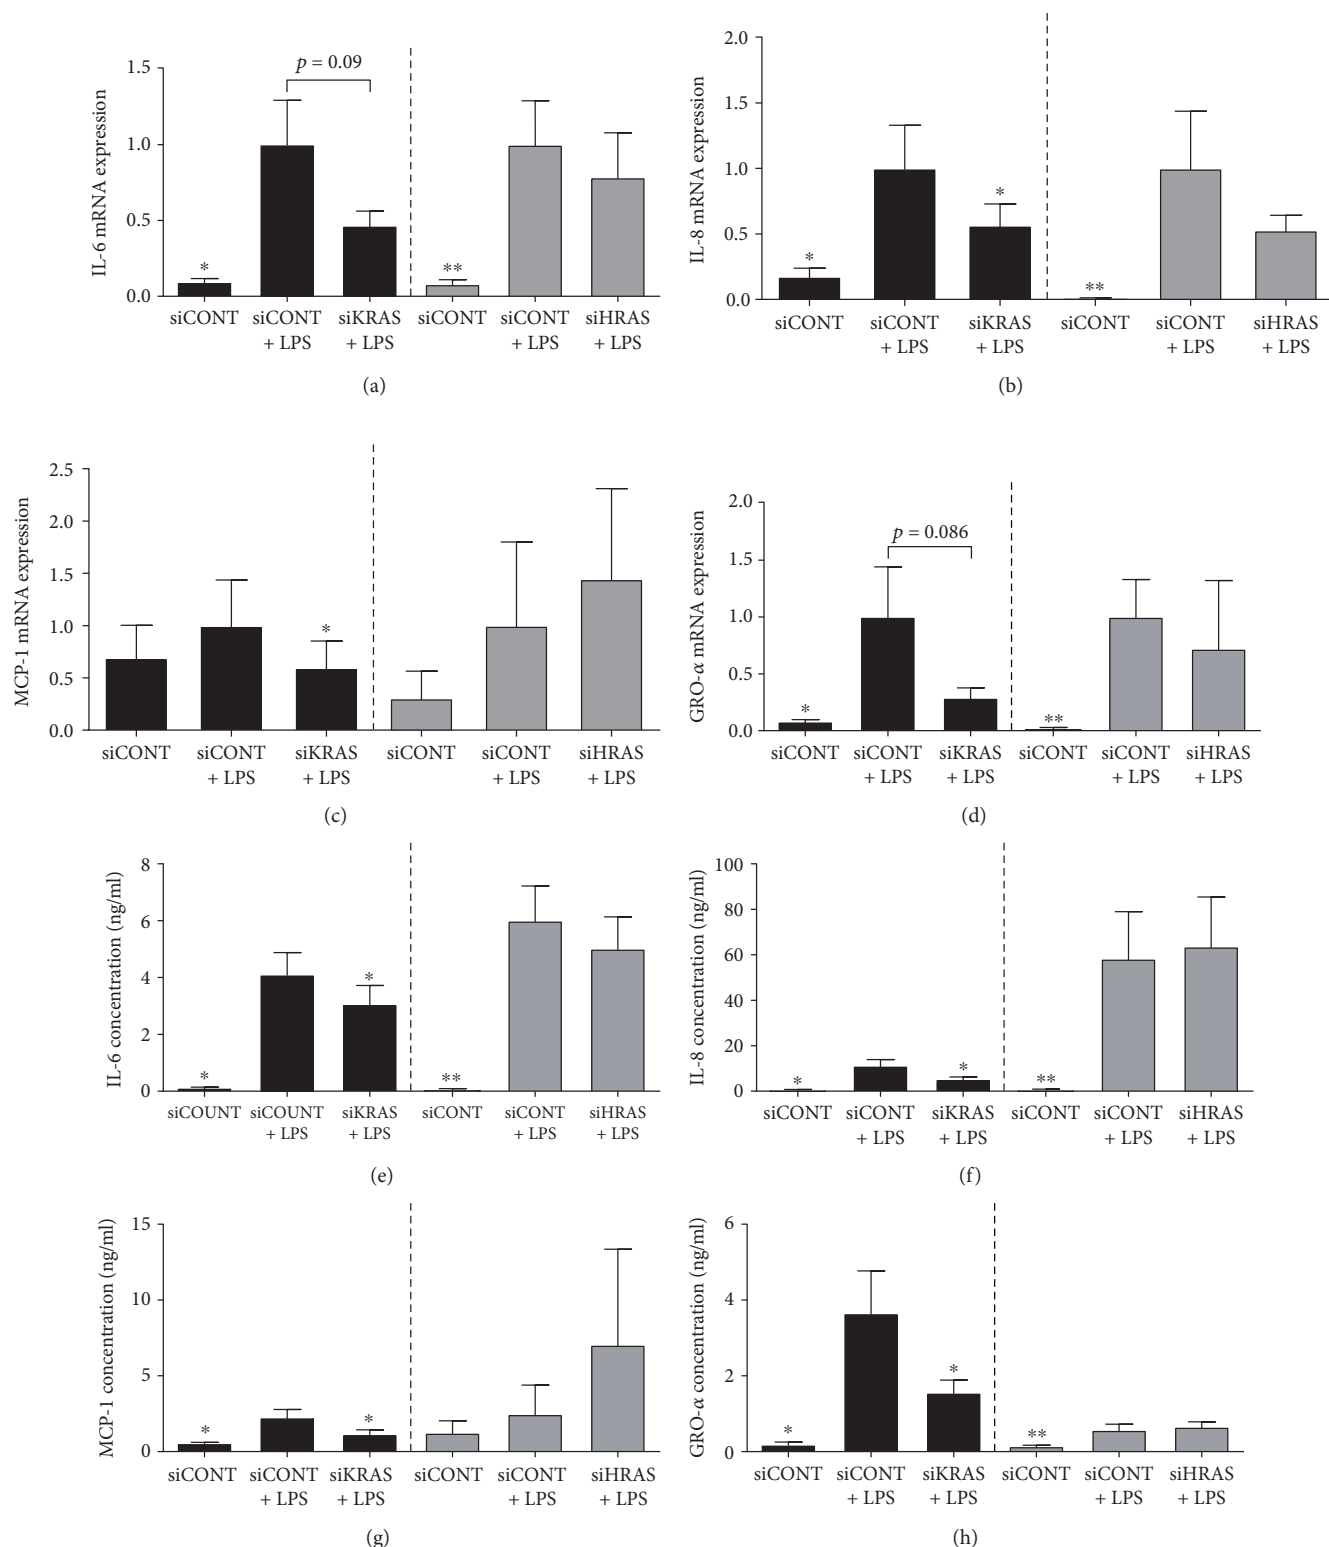 IL-6 mRNA expression
1.5
1.0
0.5
0.0
p = 0.09
*
**
siCONT siCONT siKRAS siCONT siCONT siHRAS
+ LPS + LPS + LPS + LPS
(a)
IL-8 mRNA expression
2.0
1.5
1.0
0.5
0.0
*
*
**
siCONT siCONT siKRAS siCONT siCONT siHRAS
+ LPS + LPS + LPS + LPS
(b)
MCP-1 mRNA expression
2.5
2.0
1.5
1.0
0.5
0.0
*
siCONT siCONT siKRAS siCONT siCONT siHRAS
+ LPS + LPS + LPS + LPS
(c)
GRO-α mRNA expression
2.0
1.5
1.0
0.5
0.0
p = 0.086
*
**
siCONT siCONT siKRAS siCONT siCONT siHRAS
+ LPS + LPS + LPS + LPS
(d)
IL-6 concentration (ng/ml)
8
6
4
2
0
*
*
**
siCOUNT siCOUNT siKRAS siCONT siCONT siHRAS
+ LPS + LPS + LPS + LPS
(e)
IL-8 concentration (ng/ml)
100
80
60
40
20
0
*
*
**
siCONT siCONT siKRAS siCONT siCONT siHRAS
+ LPS + LPS + LPS + LPS
(f)
MCP-1 concentration (ng/ml)
15
10
5
0
*
*
siCONT siCONT siKRAS siCONT siCONT siHRAS
+ LPS + LPS + LPS + LPS
(g)
GRO-α concentration (ng/ml)
6
4
2
0
*
*
**
siCONT siCONT siKRAS siCONT siCONT siHRAS
+ LPS + LPS + LPS + LPS
(h)